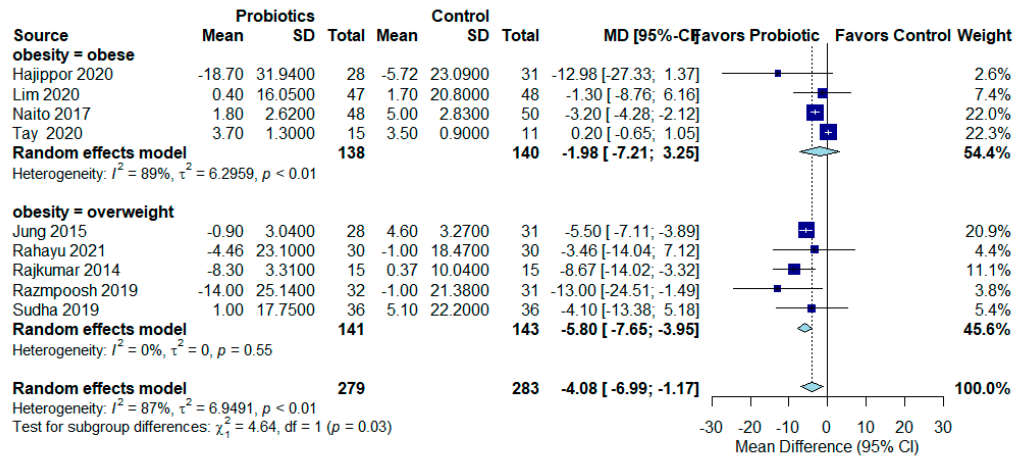 Probiotics Control
Source Mean SD Total Mean SD Total MD [95%-CI] Favors Probiotic Favors Control Weight
obesity = obese
Hajippor 2020 -18.70 31.9400 28 -5.72 23.0900 31 -12.98 [-27.33; 1.37] 2.6%
Lim 2020 0.40 16.0500 47 1.70 20.8000 48 -1.30 [ -8.76; 6.16] 7.4%
Naito 2017 1.80 2.6200 48 5.00 2.8300 50 -3.20 [ -4.28; -2.12] 22.0%
Tay 2020 3.70 1.3000 15 3.50 0.9000 11 0.20 [ -0.65; 1.05] 22.3%
Random effects model 138 140 -1.98 [ -7.21; 3.25] 54.4%
Heterogeneity: I² = 89%, τ² = 6.2959, p < 0.01
obesity = overweight
Jung 2015 -0.90 3.0400 28 4.60 3.2700 31 -5.50 [ -7.11; -3.89] 20.9%
Rahayu 2021 -4.46 23.1000 30 -1.00 18.4700 30 -3.46 [-14.04; 7.12] 4.4%
Rajkumar 2014 -8.30 3.3100 15 0.37 10.0400 15 -8.67 [-14.02; -3.32] 11.1%
Razmpoosh 2019 -14.00 25.1400 32 -1.00 21.3800 31 -13.00 [-24.51; -1.49] 3.8%
Sudha 2019 1.00 17.7500 36 5.10 22.2000 36 -4.10 [-13.38; 5.18] 5.4%
Random effects model 141 143 -5.80 [ -7.65; -3.95] 45.6%
Heterogeneity: I² = 0%, τ² = 0, p = 0.55
Random effects model 279 283 -4.08 [ -6.99; -1.17] 100.0%
Heterogeneity: I² = 87%, τ² = 6.9491, p < 0.01
Test for subgroup differences: χ²₁ = 4.64, df = 1 (p = 0.03)
-30 -20 -10 0 10 20 30
Mean Difference (95% CI)